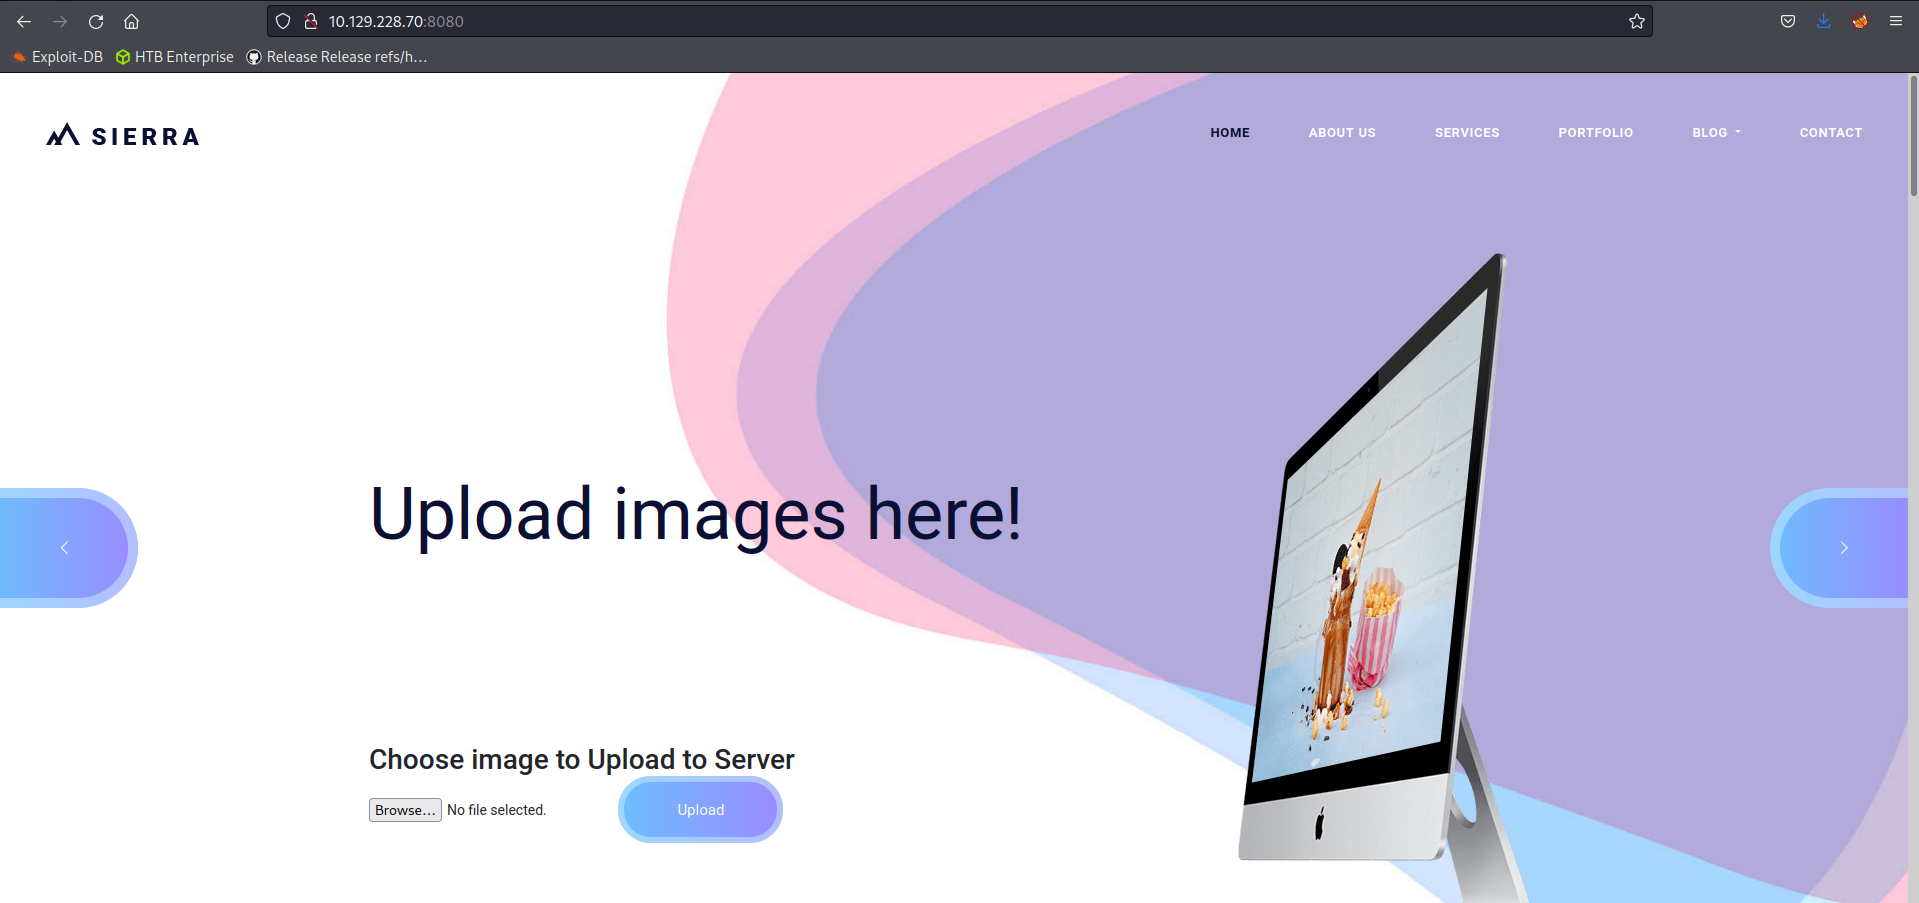 10.129.228.70:8080
Exploit-DB HTB Enterprise Release Release refs/h...
SIERRA
HOME ABOUT US SERVICES PORTFOLIO BLOG CONTACT
Upload images here!
Choose image to Upload to Server
Browse... No file selected. Upload